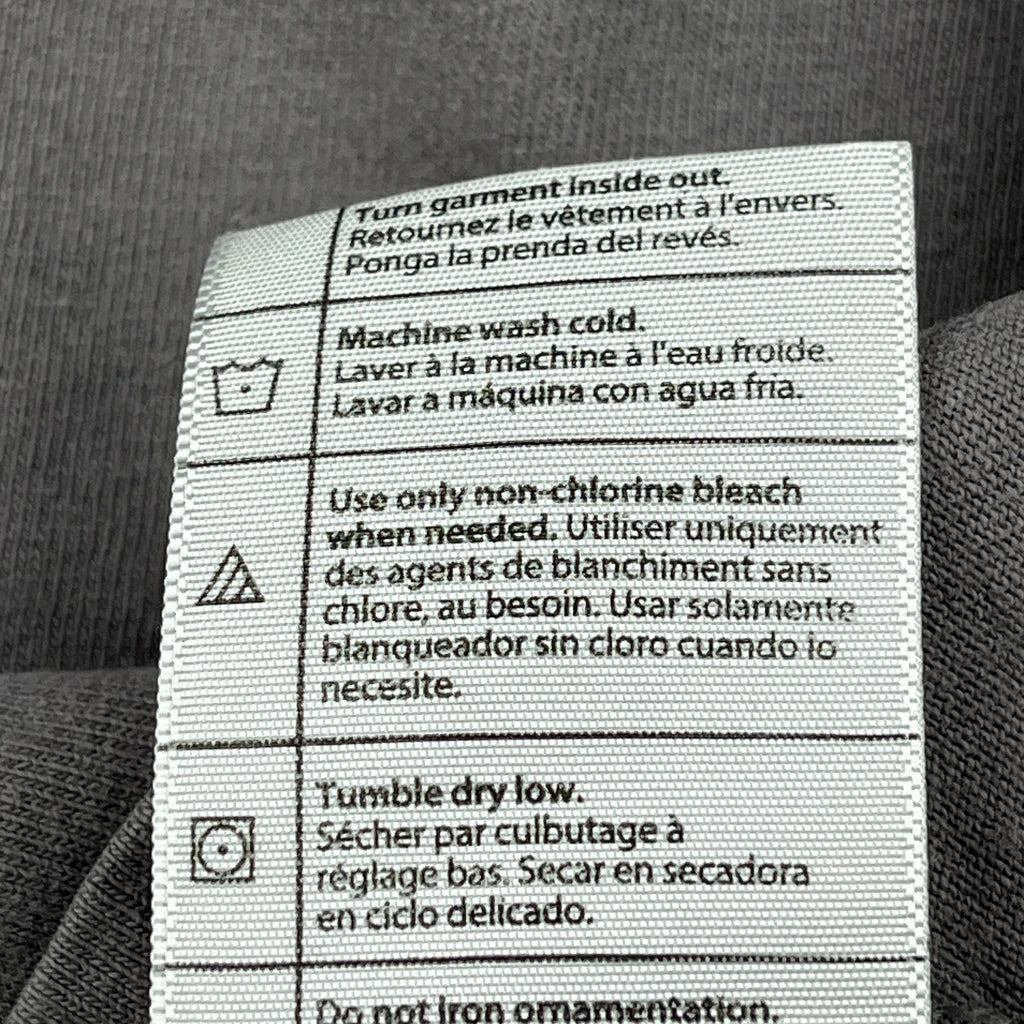 Turn garment inside out.
Retournez le vêtement à l'envers.
Ponga la prenda del revés.
Machine wash cold.
Laver à la machine à l'eau froide.
Lavar a máquina con agua fria.
Use only non-chlorine bleach
when needed. Utiliser uniquement
des agents de blanchiment sans
chlore, au besoin. Usar solamente
blanqueador sin cloro cuando lo
necesite.
Tumble dry low.
Sécher par culbutage à
réglage bas. Secar en secadora
en ciclo delicado.
Do not iron ornamentation.